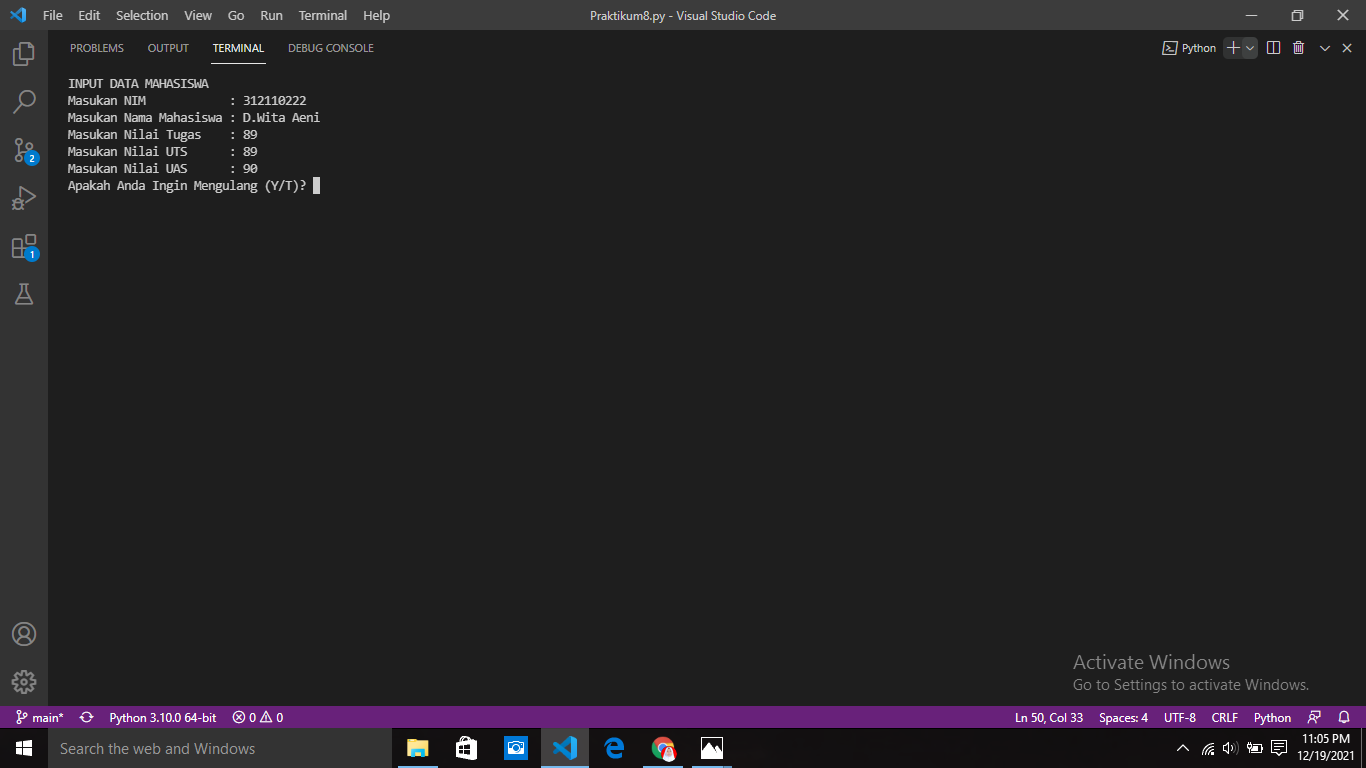 File Edit Selection View Go Run Terminal Help Praktikum8.py - Visual Studio Code
PROBLEMS OUTPUT TERMINAL DEBUG CONSOLE Python
INPUT DATA MAHASISWA
Masukan NIM : 312110222
Masukan Nama Mahasiswa : D.Wita Aeni
Masukan Nilai Tugas : 89
Masukan Nilai UTS : 89
Masukan Nilai UAS : 90
Apakah Anda Ingin Mengulang (Y/T)?
2
1
Activate Windows
Go to Settings to activate Windows.
main* Python 3.10.0 64-bit 0 0 Ln 50, Col 33 Spaces: 4 UTF-8 CRLF Python
Search the web and Windows
11:05 PM
12/19/2021